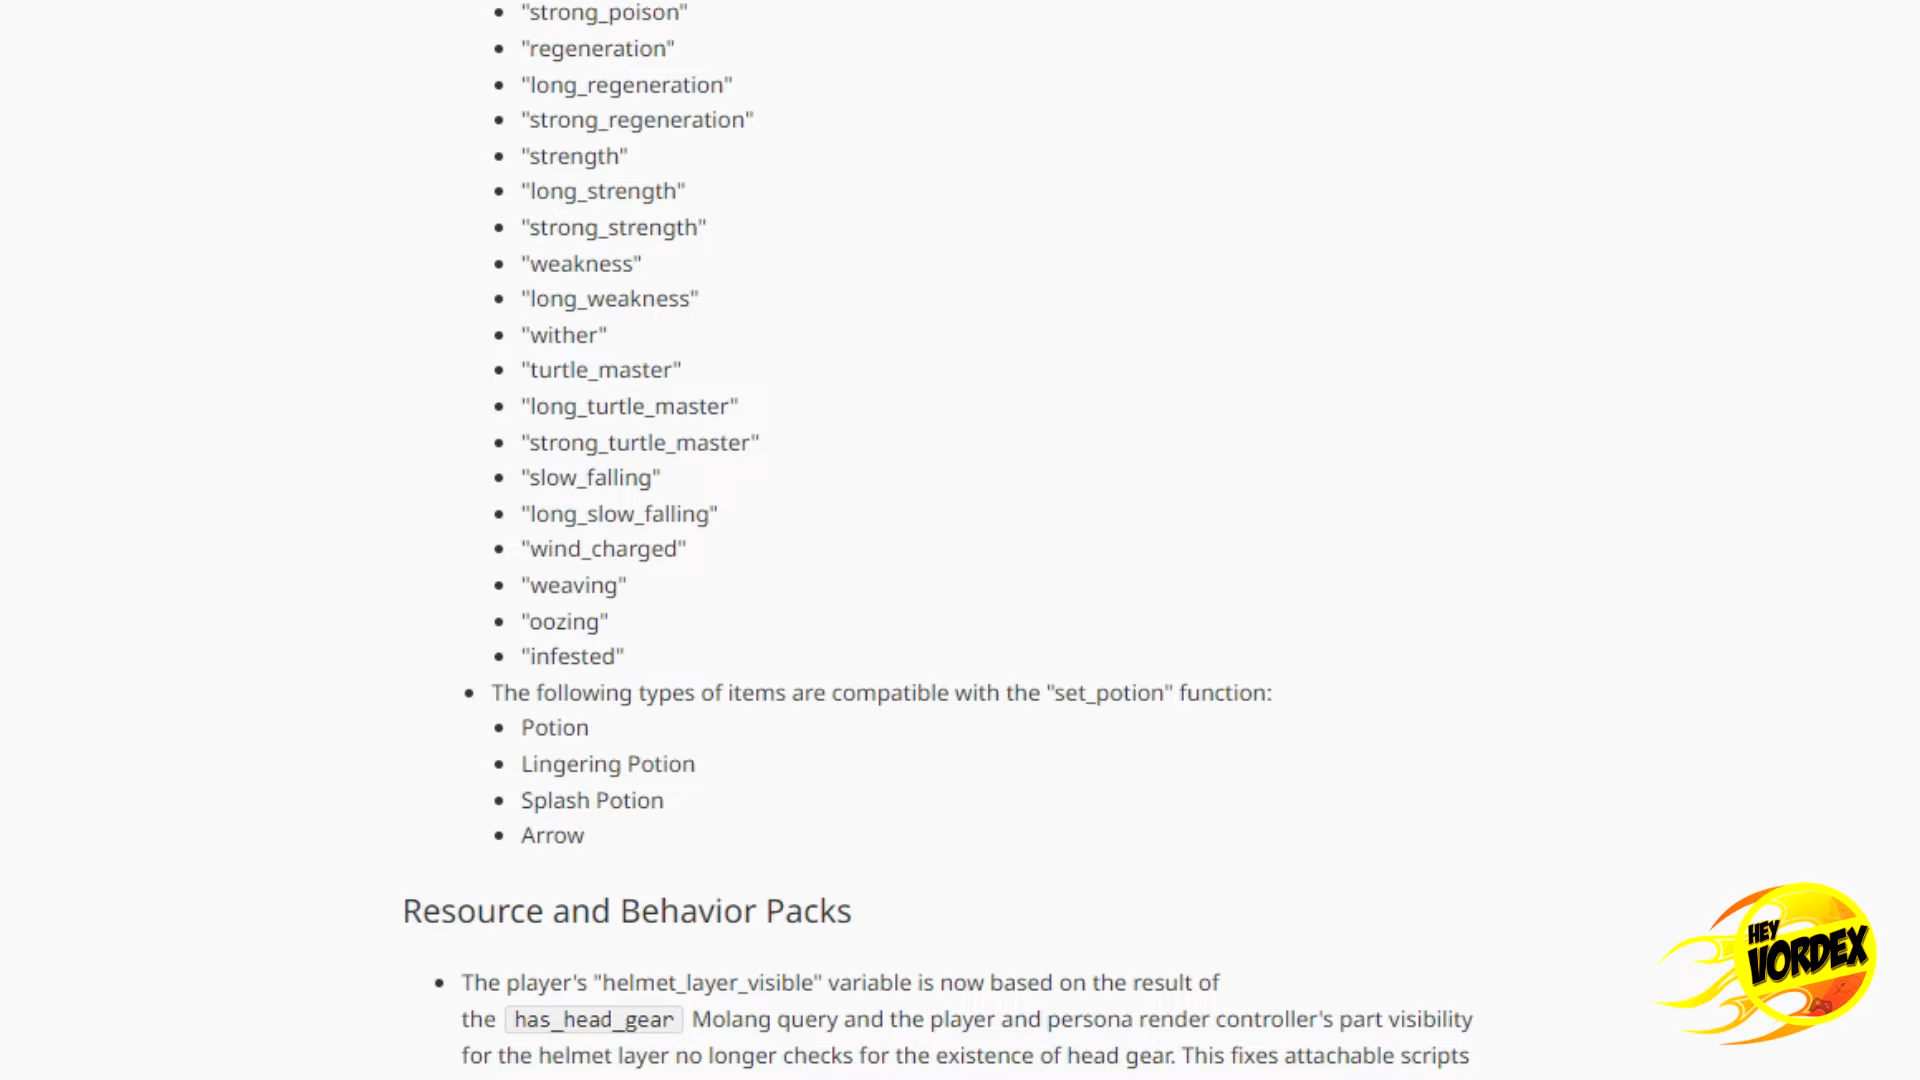 "strong_poison"
"regeneration"
"long_regeneration"
"strong_regeneration"
"strength"
"long_strength"
"strong_strength"
"weakness"
"long_weakness"
"wither"
"turtle_master"
"long_turtle_master"
"strong_turtle_master"
"slow_falling"
"long_slow_falling"
"wind_charged"
"weaving"
"oozing"
"infested"
The following types of items are compatible with the "set_potion" function:
Potion
Lingering Potion
Splash Potion
Arrow
Resource and Behavior Packs
The player's "helmet_layer_visible" variable is now based on the result of
the has_head_gear Molang query and the player and persona render controller's part visibility
for the helmet layer no longer checks for the existence of head gear. This fixes attachable scripts
HEY
VORDEX